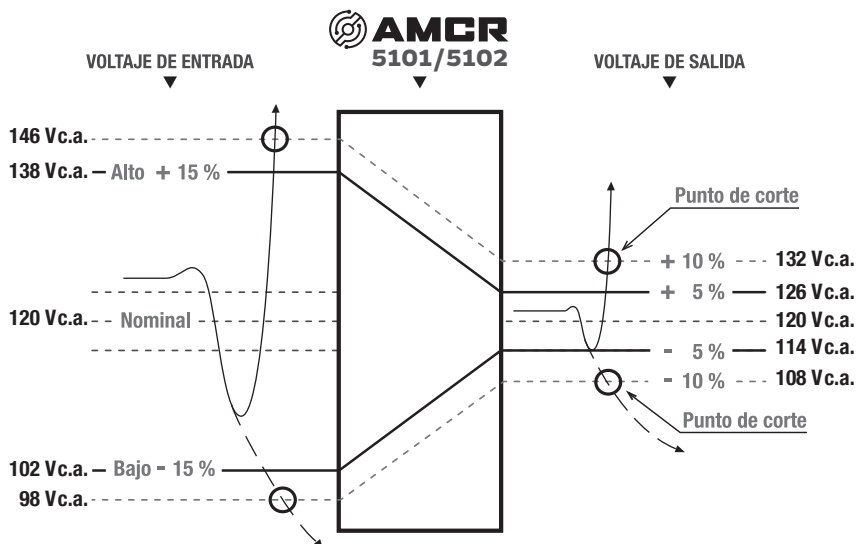 AMCR
5101/5102
VOLTAJE DE ENTRADA
VOLTAJE DE SALIDA
146 Vc.a.
138 Vc.a.
Alto + 15 %
120 Vc.a.
Nominal
102 Vc.a.
Bajo - 15 %
98 Vc.a.
Punto de corte
+ 10 %
132 Vc.a.
+ 5 %
126 Vc.a.
120 Vc.a.
- 5 %
114 Vc.a.
- 10 %
108 Vc.a.
Punto de corte